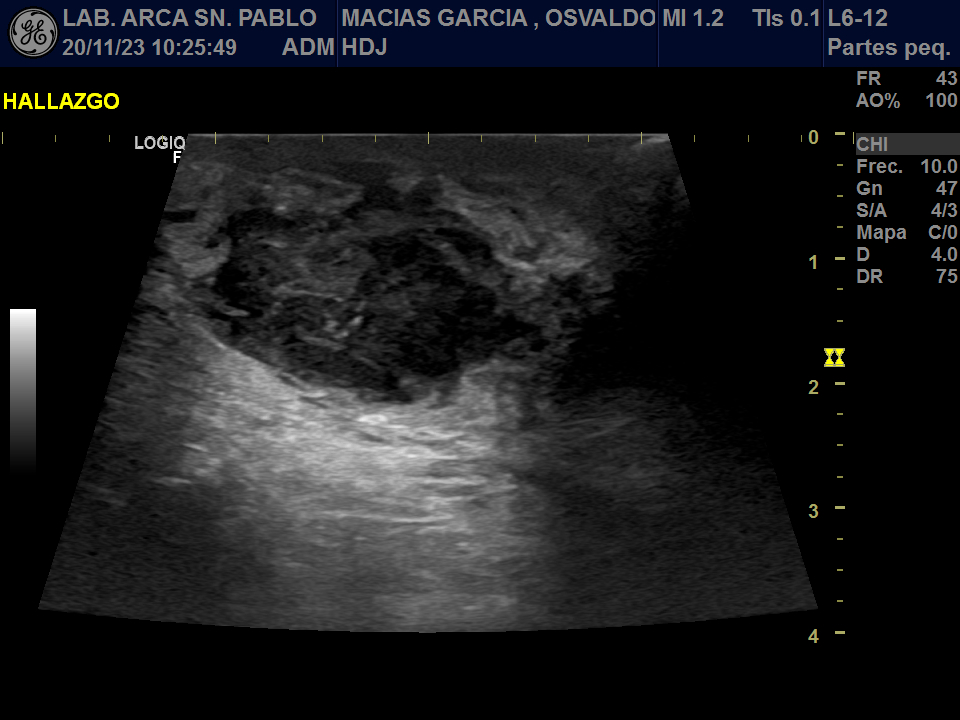 LAB. ARCA SN. PABLO
MACIAS GARCIA , OSVALDO
MI 1.2
TIs 0.1
L6-12
20/11/23 10:25:49
ADM
HDJ
Partes peq.
HALLAZGO
LOGIQ
F
FR 43
AO% 100
CHI
Frec. 10.0
Gn 47
S/A 4/3
Mapa C/0
D 4.0
DR 75
0
1
2
3
4